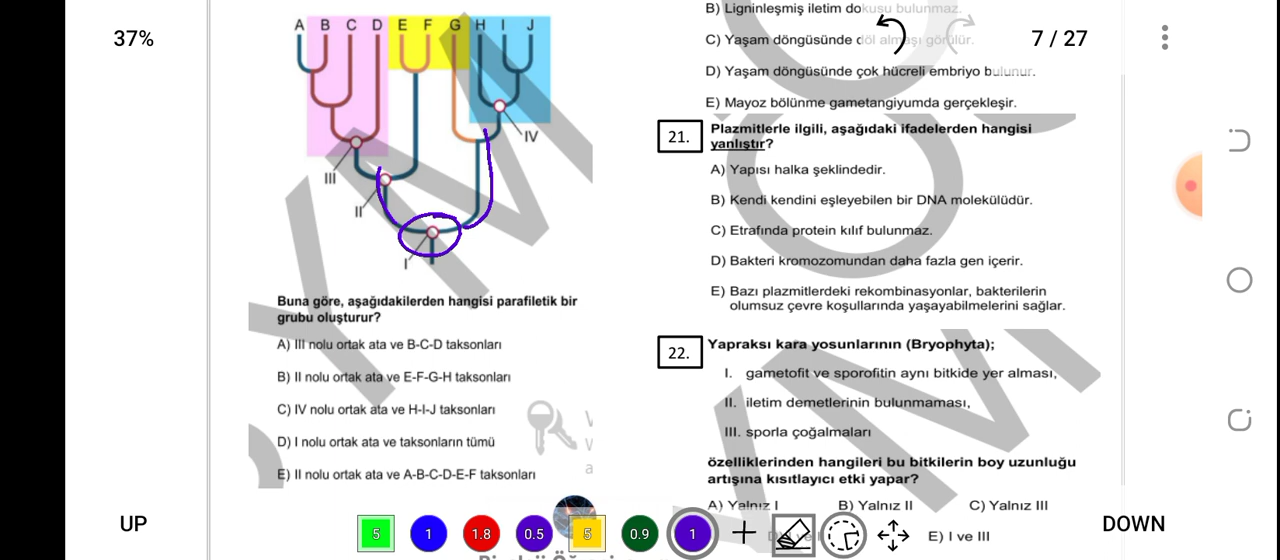 37%
A B C D E F G H I J
IV
III
II
I
Buna göre, aşağıdakilerden hangisi parafiletik bir
grubu oluşturur?
A) III nolu ortak ata ve B-C-D taksonları
B) II nolu ortak ata ve E-F-G-H taksonları
C) IV nolu ortak ata ve H-I-J taksonları
D) I nolu ortak ata ve taksonların tümü
E) II nolu ortak ata ve A-B-C-D-E-F taksonları
B) Ligninleşmiş iletim dokusu bulunmaz.
C) Yaşam döngüsünde döl almaşı görülür.
7 / 27
D) Yaşam döngüsünde çok hücreli embriyo bulunur.
E) Mayoz bölünme gametangiyumda gerçekleşir.
21. Plazmitlerle ilgili, aşağıdaki ifadelerden hangisi
yanlıştır?
A) Yapısı halka şeklindedir.
B) Kendi kendini eşleyebilen bir DNA molekülüdür.
C) Etrafında protein kılıf bulunmaz.
D) Bakteri kromozomundan daha fazla gen içerir.
E) Bazı plazmitlerdeki rekombinasyonlar, bakterilerin
olumsuz çevre koşullarında yaşayabilmelerini sağlar.
22. Yapraksı kara yosunlarının (Bryophyta);
I. gametofit ve sporofitin aynı bitkide yer alması,
II. iletim demetlerinin bulunmaması,
III. sporla çoğalmaları
özelliklerinden hangileri bu bitkilerin boy uzunluğu
artışına kısıtlayıcı etki yapar?
A) Yalnız I B) Yalnız II C) Yalnız III
E) I ve III
UP
5 1 1.8 0.5 5 0.9 1
DOWN